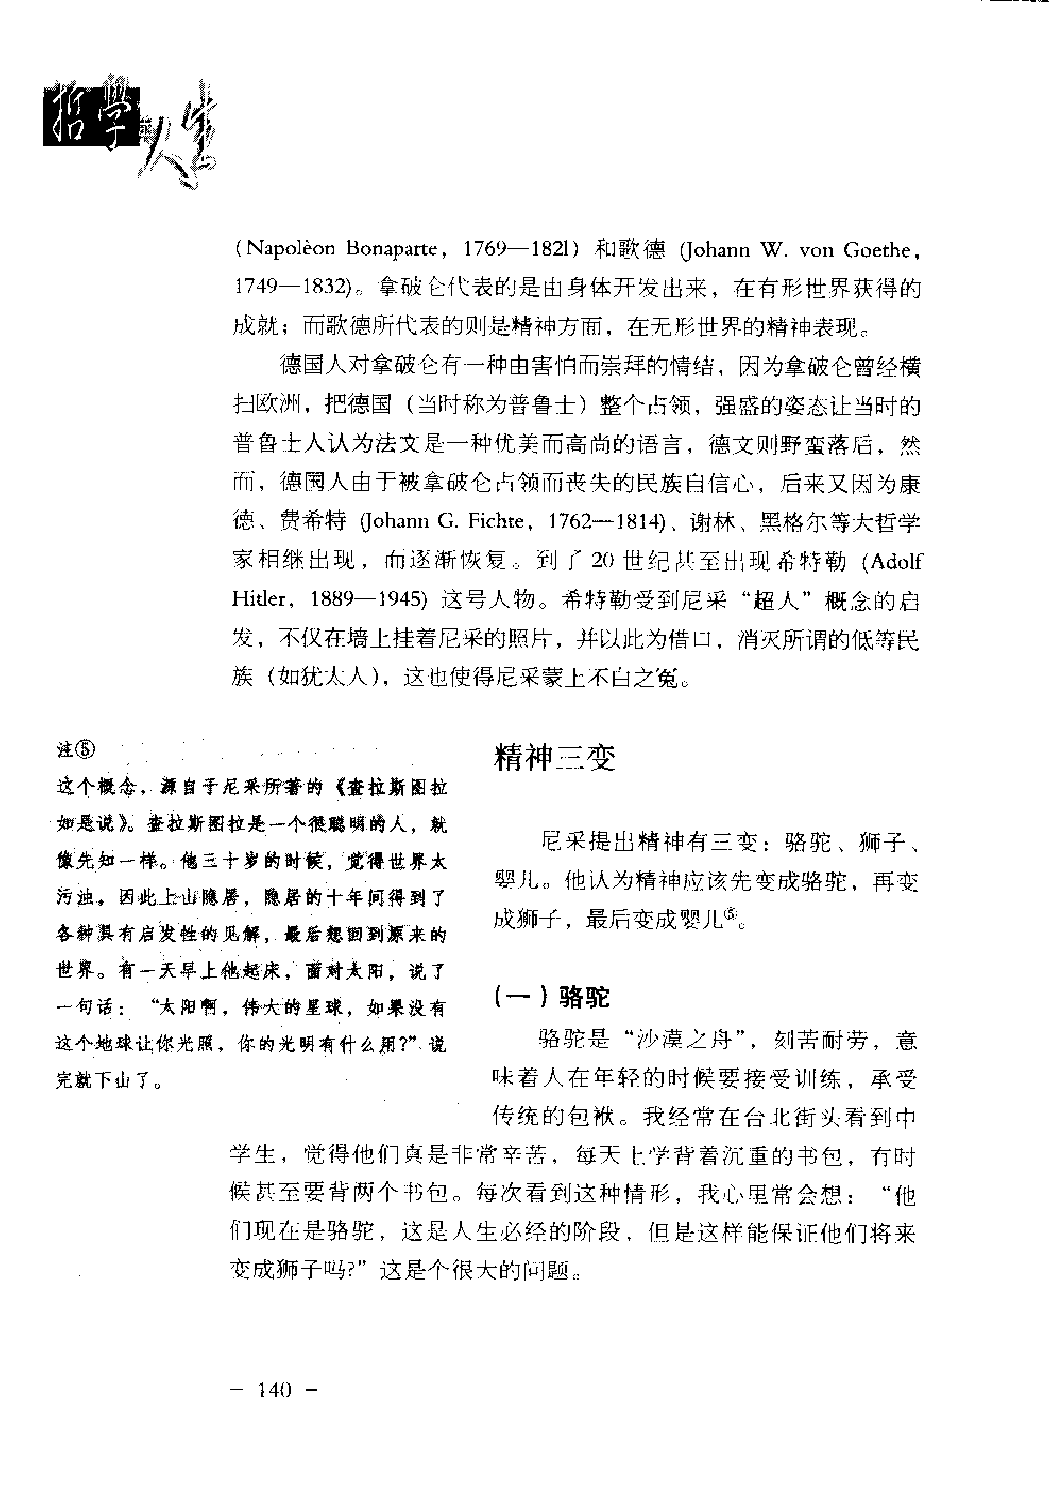 哲學与人生
(Napolèon Bonaparte，1769—1821）和歌德 (Johann W. von Goethe，
1749—1832)。拿破仑代表的是由身体开发出来，在有形世界获得的
成就；而歌德所代表的则是精神方面，在无形世界的精神表现。
德国人对拿破仑有一种由害怕而崇拜的情结，因为拿破仑曾经横
扫欧洲，把德国（当时称为普鲁士）整个占领，强盛的姿态让当时的
普鲁士人认为法文是一种优美而高尚的语言，德文则野蛮落后，然
而，德国人由于被拿破仑占领而丧失的民族自信心，后来又因为康
德、费希特 (Johann G. Fichte，1762—1814)、谢林、黑格尔等大哲学
家相继出现，而逐渐恢复。到了 20 世纪甚至出现希特勒 (Adolf
Hitler，1889—1945) 这号人物。希特勒受到尼采“超人”概念的启
发，不仅在墙上挂着尼采的照片，并以此为借口，消灭所谓的低等民
族（如犹太人），这也使得尼采蒙上不白之冤。
注⑤
这个概念，源自于尼采所著的《查拉斯图拉
如是说》。查拉斯图拉是一个很聪明的人，就
像先知一样。他三十岁的时候，觉得世界太
污浊。因此上山隐居，隐居的十年间得到了
各种具有启发性的见解，最后想回到原来的
世界。有一天早上他起床，面对太阳，说了
一句话：“太阳啊，伟大的星球，如果没有
这个地球让你光照，你的光明有什么用?”说
完就下山了。
精神三变
尼采提出精神有三变：骆驼、狮子、
婴儿。他认为精神应该先变成骆驼，再变
成狮子，最后变成婴儿⑤。
(一) 骆驼
骆驼是“沙漠之舟”，刻苦耐劳，意
味着人在年轻的时候要接受训练，承受
传统的包袱。我经常在台北街头看到中
学生，觉得他们真是非常辛苦，每天上学背着沉重的书包，有时
候甚至要背两个书包。每次看到这种情形，我心里常会想：“他
们现在是骆驼，这是人生必经的阶段，但是这样能保证他们将来
变成狮子吗?”这是个很大的问题。
- 140 -